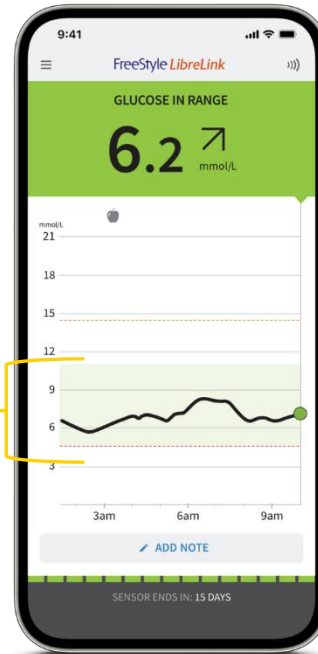 9:41
FreeStyle LibreLink
GLUCOSE IN RANGE
6.2
mmol/L
mmol/L
21
18
15
12
9
6
3
3am 6am 9am
ADD NOTE
SENSOR ENDS IN: 15 DAYS